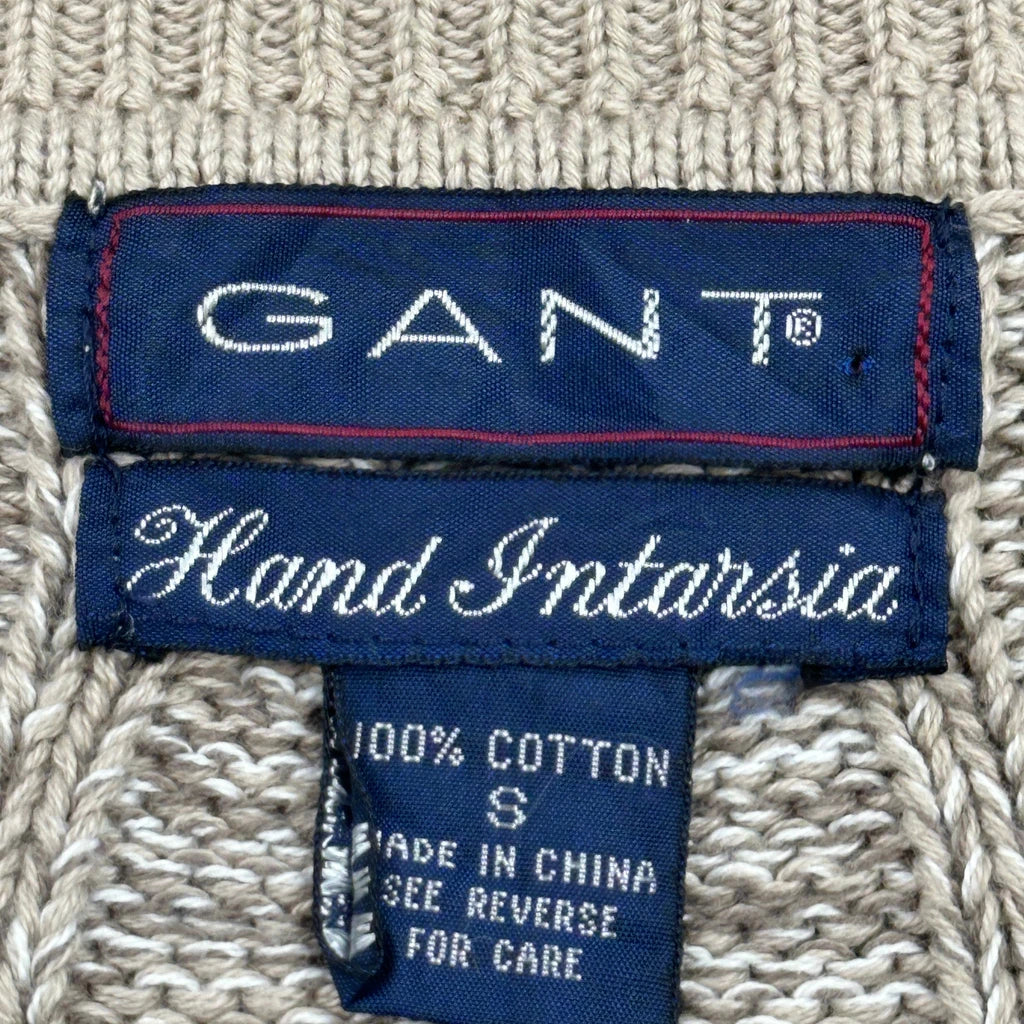 GANT®
Hand Intarsia
100% COTTON
S
MADE IN CHINA
SEE REVERSE
FOR CARE